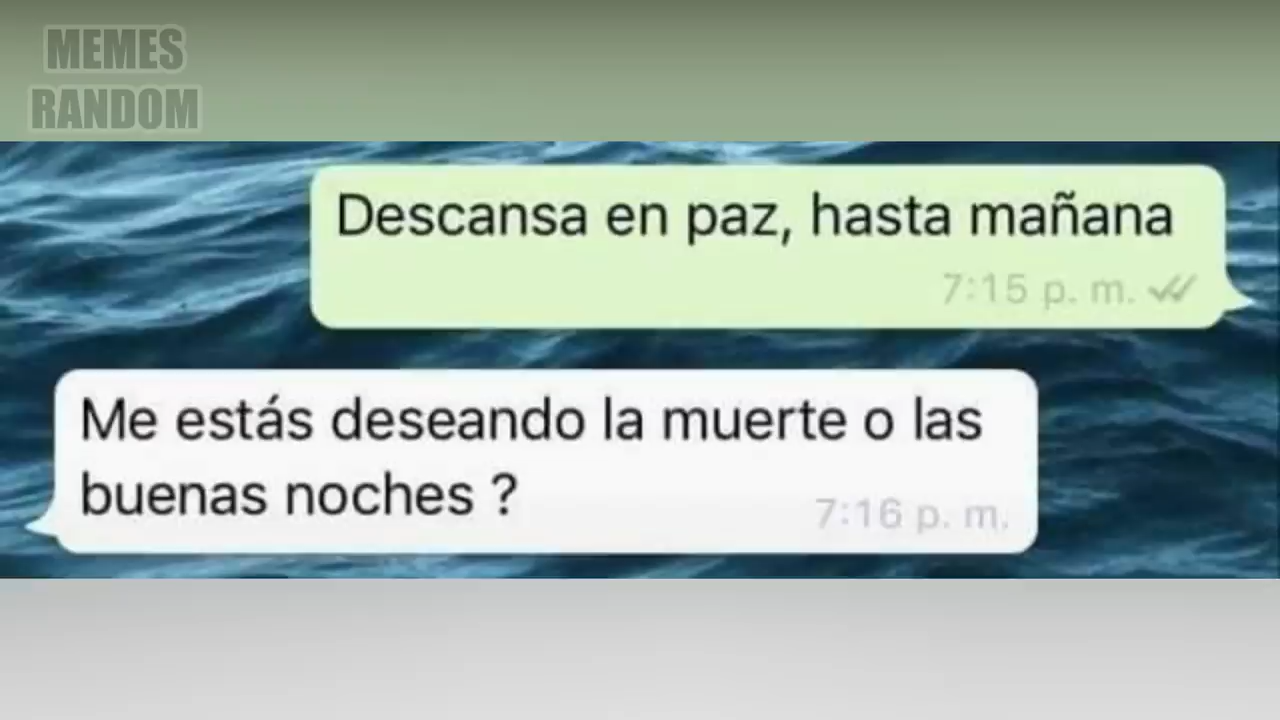 MEMES
RANDOM
Descansa en paz, hasta mañana
7:15 p. m.
Me estás deseando la muerte o las
buenas noches ?
7:16 p. m.